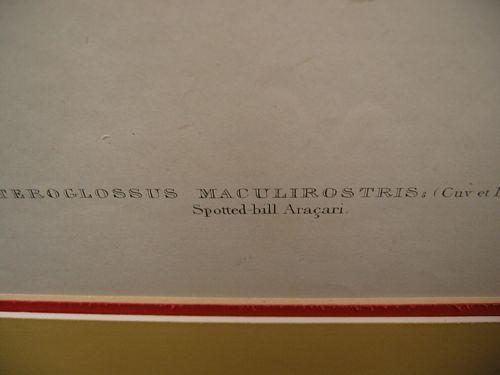 TEROGLOSSUS MACULIROSTRIS; (Cuv et
Spotted-bill Araçari.